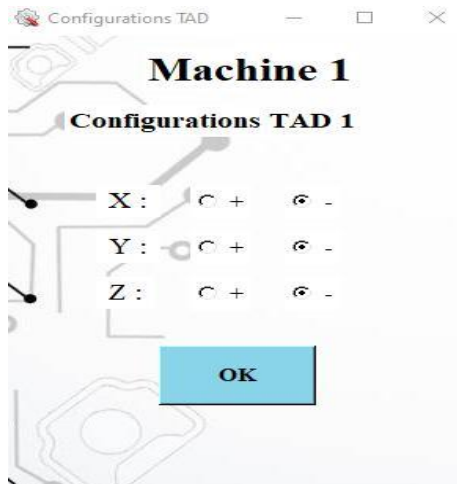 Configurations TAD
Machine 1
Configurations TAD 1
X : + -
Y : + -
Z : + -
OK